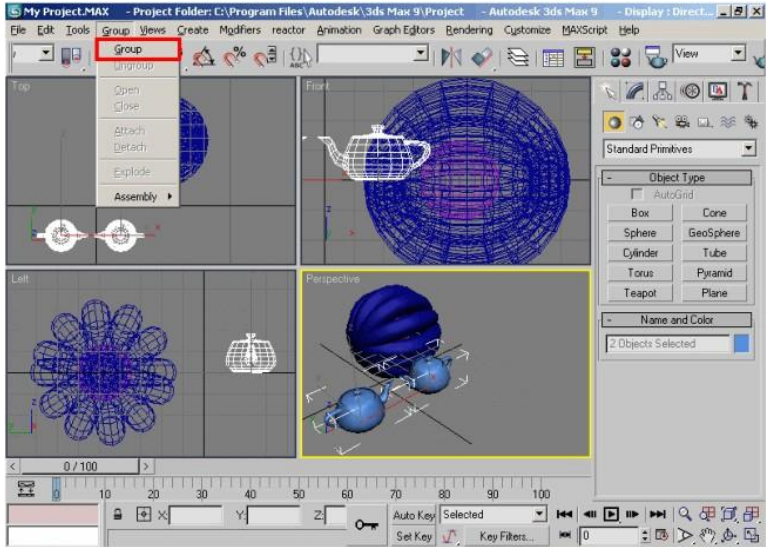 My Project.MAX - Project Folder: C:\Program Files\Autodesk\3ds Max 9\Project - Autodesk 3ds Max 9 - Display : Direct...
File Edit Tools Group Views Create Modifiers reactor Animation Graph Editors Rendering Customize MAXScript Help
Group
Ungroup
Open
Close
Attach
Detach
Explode
Assembly
ABC
View
Top
Front
Left
Perspective
Standard Primitives
- Object Type
AutoGrid
Box Cone
Sphere GeoSphere
Cylinder Tube
Torus Pyramid
Teapot Plane
- Name and Color
2 Objects Selected
< 0 / 100 >
0 10 20 30 40 50 60 70 80 90 100
X: Y: Z: Auto Key Selected
Set Key Key Filters... 0